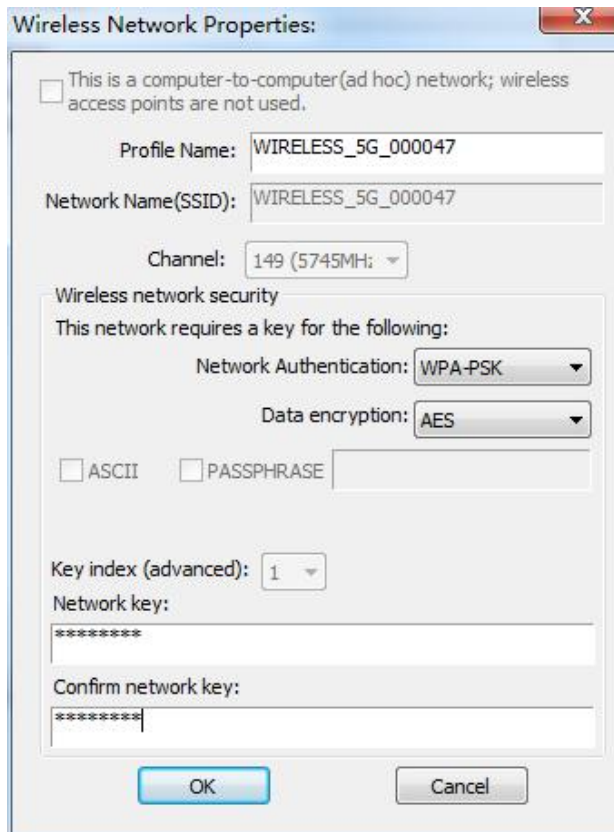 Wireless Network Properties:
This is a computer-to-computer(ad hoc) network; wireless
access points are not used.
Profile Name: WIRELESS_5G_000047
Network Name(SSID): WIRELESS_5G_000047
Channel: 149 (5745MH
Wireless network security
This network requires a key for the following:
Network Authentication: WPA-PSK
Data encryption: AES
ASCII PASSPHRASE
Key index (advanced): 1
Network key:
********
Confirm network key:
********
OK Cancel